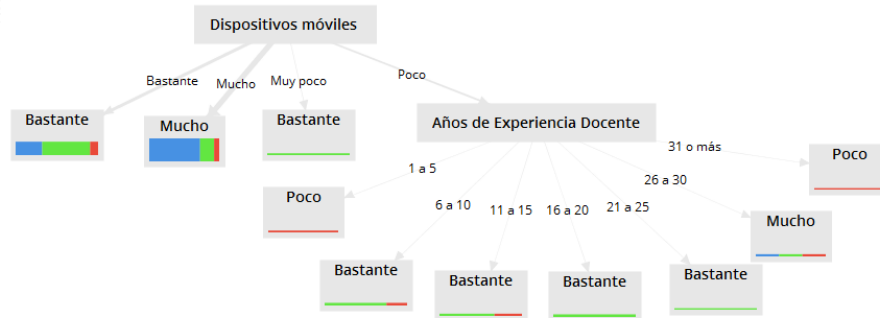 Dispositivos móviles
Bastante
Mucho
Muy poco
Poco
Bastante
Mucho
Bastante
Años de Experiencia Docente
31 o más
Poco
1 a 5
26 a 30
Poco
6 a 10
11 a 15
16 a 20
21 a 25
Mucho
Bastante
Bastante
Bastante
Bastante